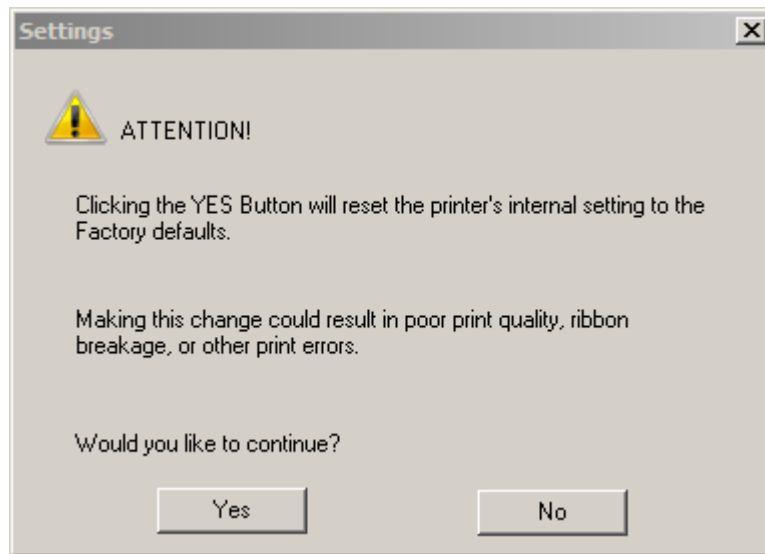 Settings
ATTENTION!
Clicking the YES Button will reset the printer's internal setting to the
Factory defaults.
Making this change could result in poor print quality, ribbon
breakage, or other print errors.
Would you like to continue?
Yes
No